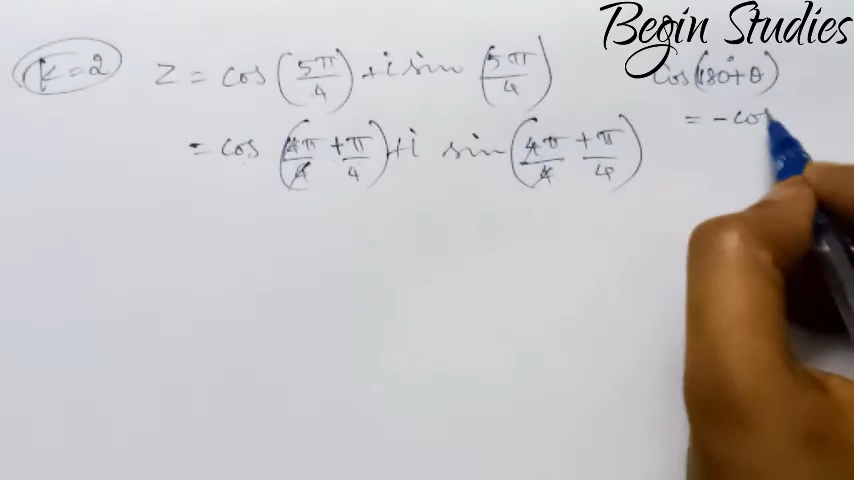 Begin Studies
K=2 Z = cos(5π/4) + i sin(5π/4)
= cos(4π/4 + π/4) + i sin(4π/4 + π/4)
cos(180°+θ)
= - cos